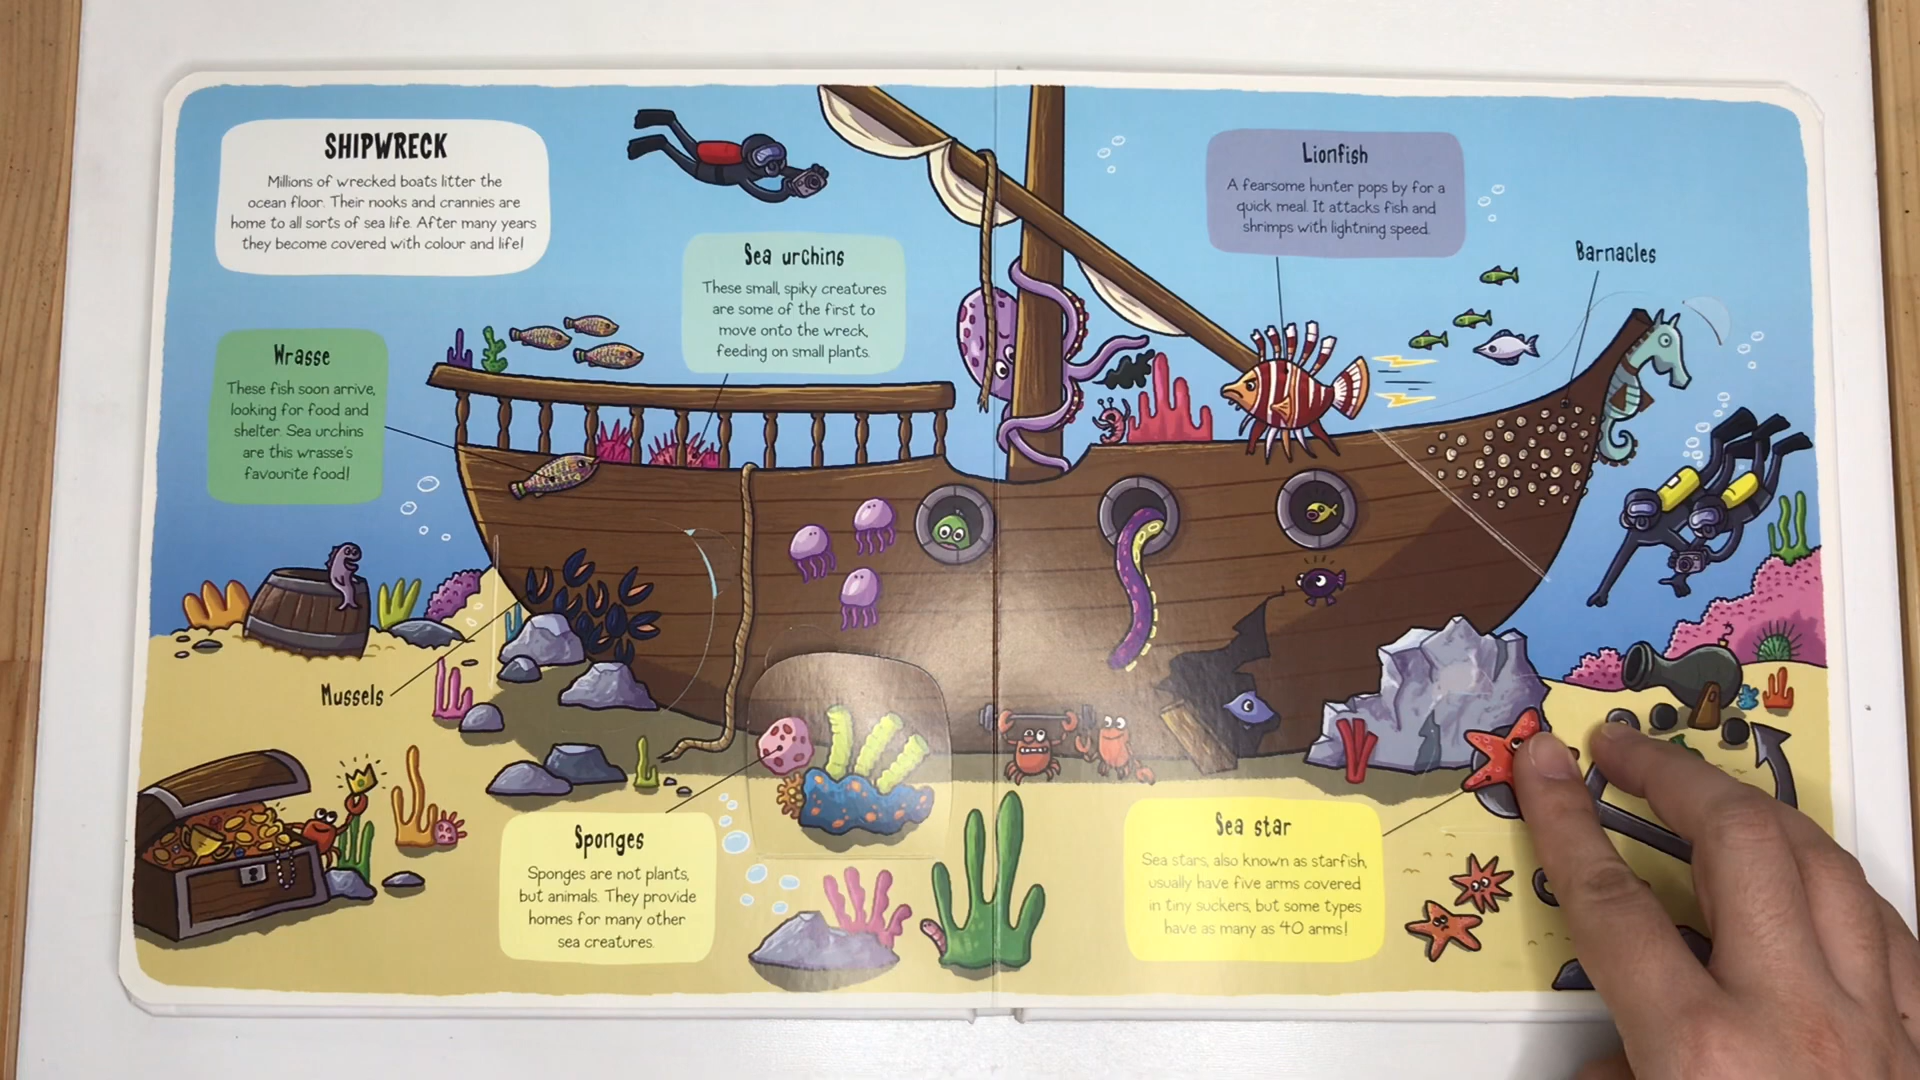 SHIPWRECK
Millions of wrecked boats litter the
ocean floor. Their nooks and crannies are
home to all sorts of sea life. After many years
they become covered with colour and life!
Sea urchins
These small, spiky creatures
are some of the first to
move onto the wreck,
feeding on small plants.
Wrasse
These fish soon arrive,
looking for food and
shelter. Sea urchins
are this wrasse's
favourite food!
Mussels
Sponges
Sponges are not plants,
but animals. They provide
homes for many other
sea creatures.
Lionfish
A fearsome hunter pops by for a
quick meal. It attacks fish and
shrimps with lightning speed.
Barnacles
Sea star
Sea stars, also known as starfish,
usually have five arms covered
in tiny suckers, but some types
have as many as 40 arms!